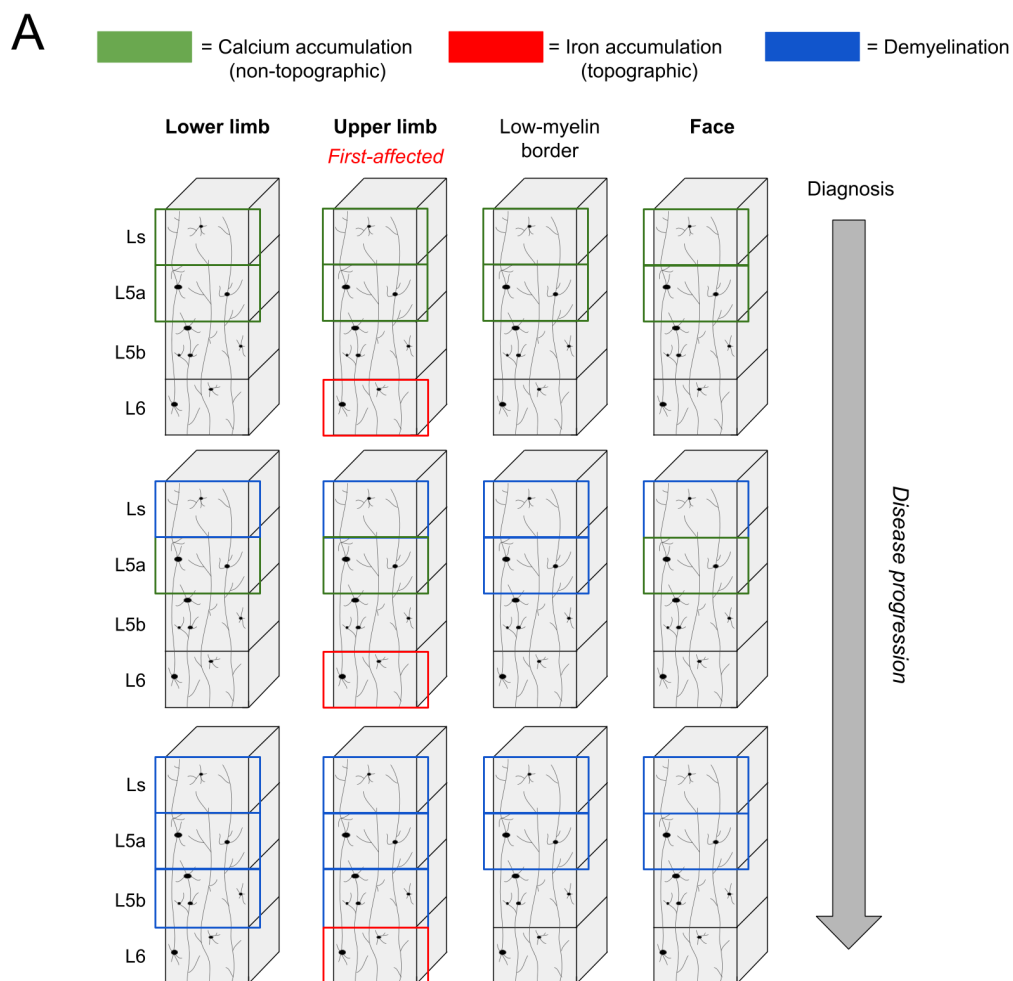 A
= Calcium accumulation
(non-topographic)
= Iron accumulation
(topographic)
= Demyelination
Lower limb
Upper limb
First-affected
Low-myelin
border
Face
Diagnosis
Ls
L5a
L5b
L6
Ls
L5a
L5b
L6
Disease progression
Ls
L5a
L5b
L6